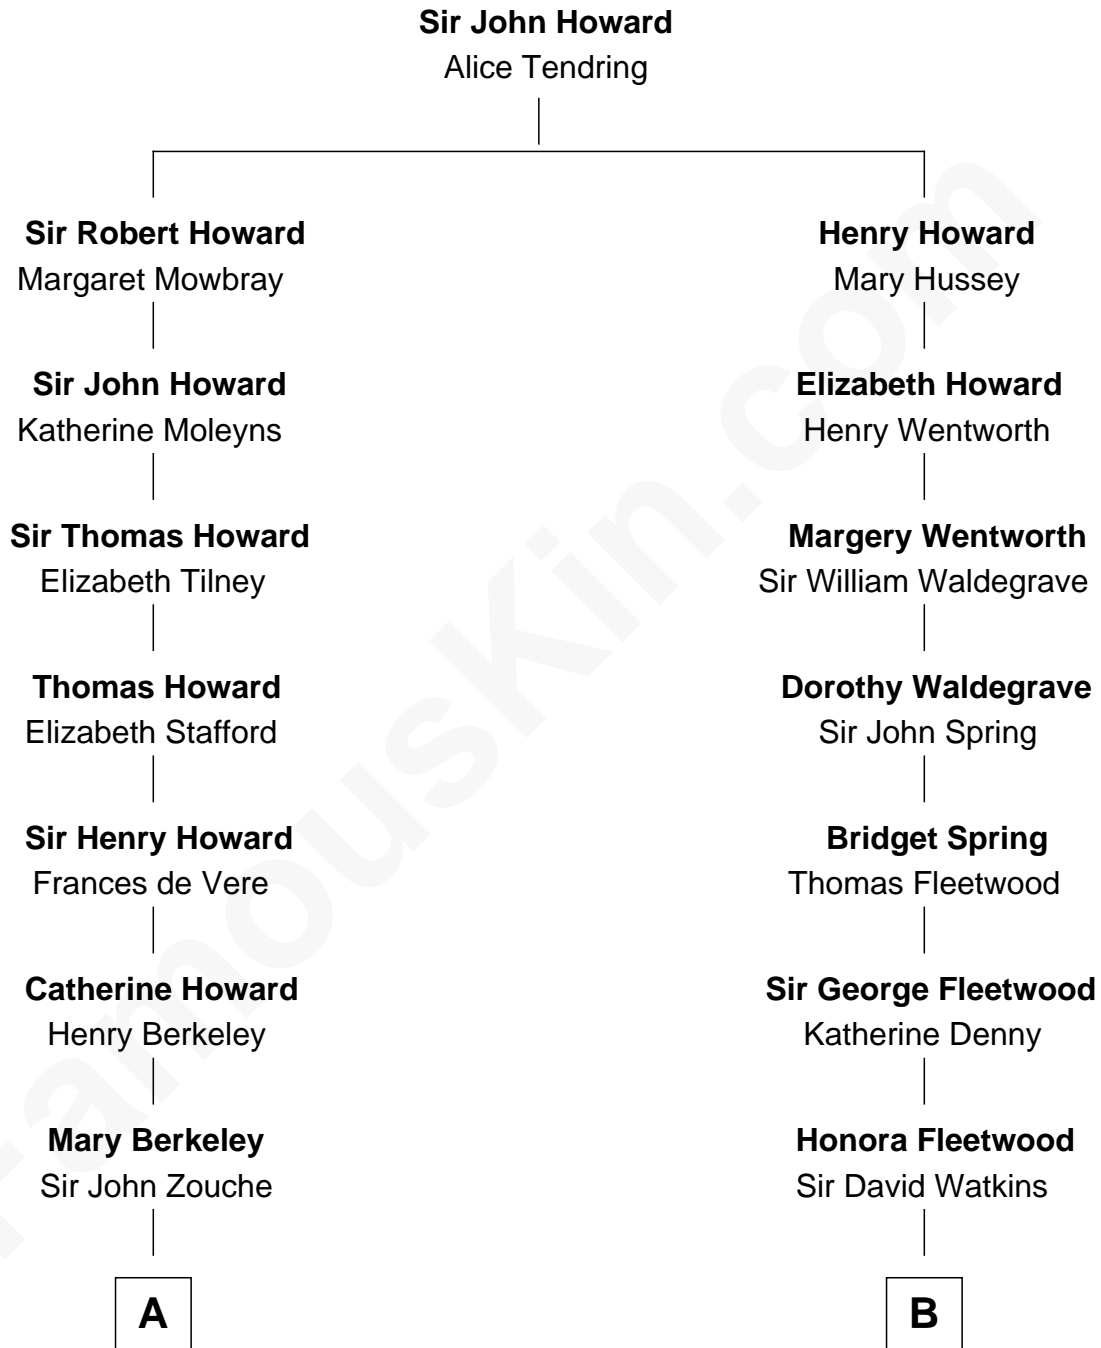 Sir John Howard
Alice Tendring
Sir Robert Howard
Margaret Mowbray
Henry Howard
Mary Hussey
Sir John Howard
Katherine Moleyns
Elizabeth Howard
Henry Wentworth
Sir Thomas Howard
Elizabeth Tilney
Margery Wentworth
Sir William Waldegrave
Thomas Howard
Elizabeth Stafford
Dorothy Waldegrave
Sir John Spring
Sir Henry Howard
Frances de Vere
Bridget Spring
Thomas Fleetwood
Catherine Howard
Henry Berkeley
Sir George Fleetwood
Katherine Denny
Mary Berkeley
Sir John Zouche
Honora Fleetwood
Sir David Watkins
A
B
FamousKin.com